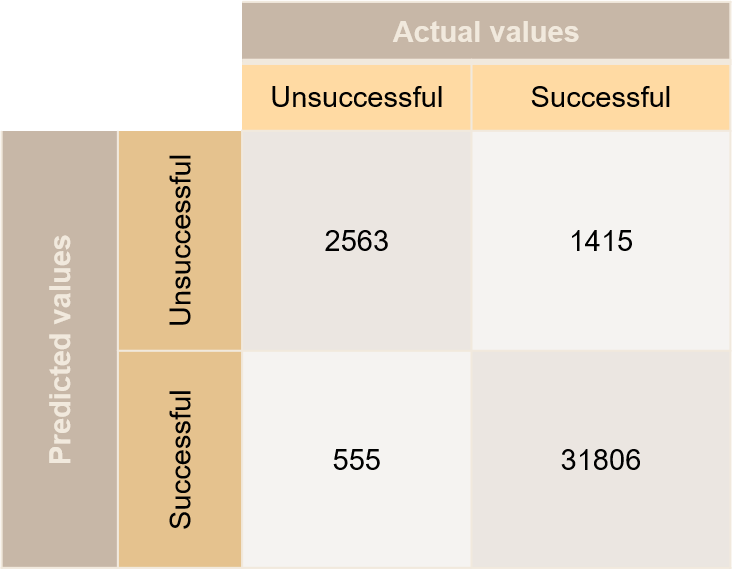 Actual values
Unsuccessful Successful
Predicted values
Unsuccessful
2563 1415
Successful
555 31806